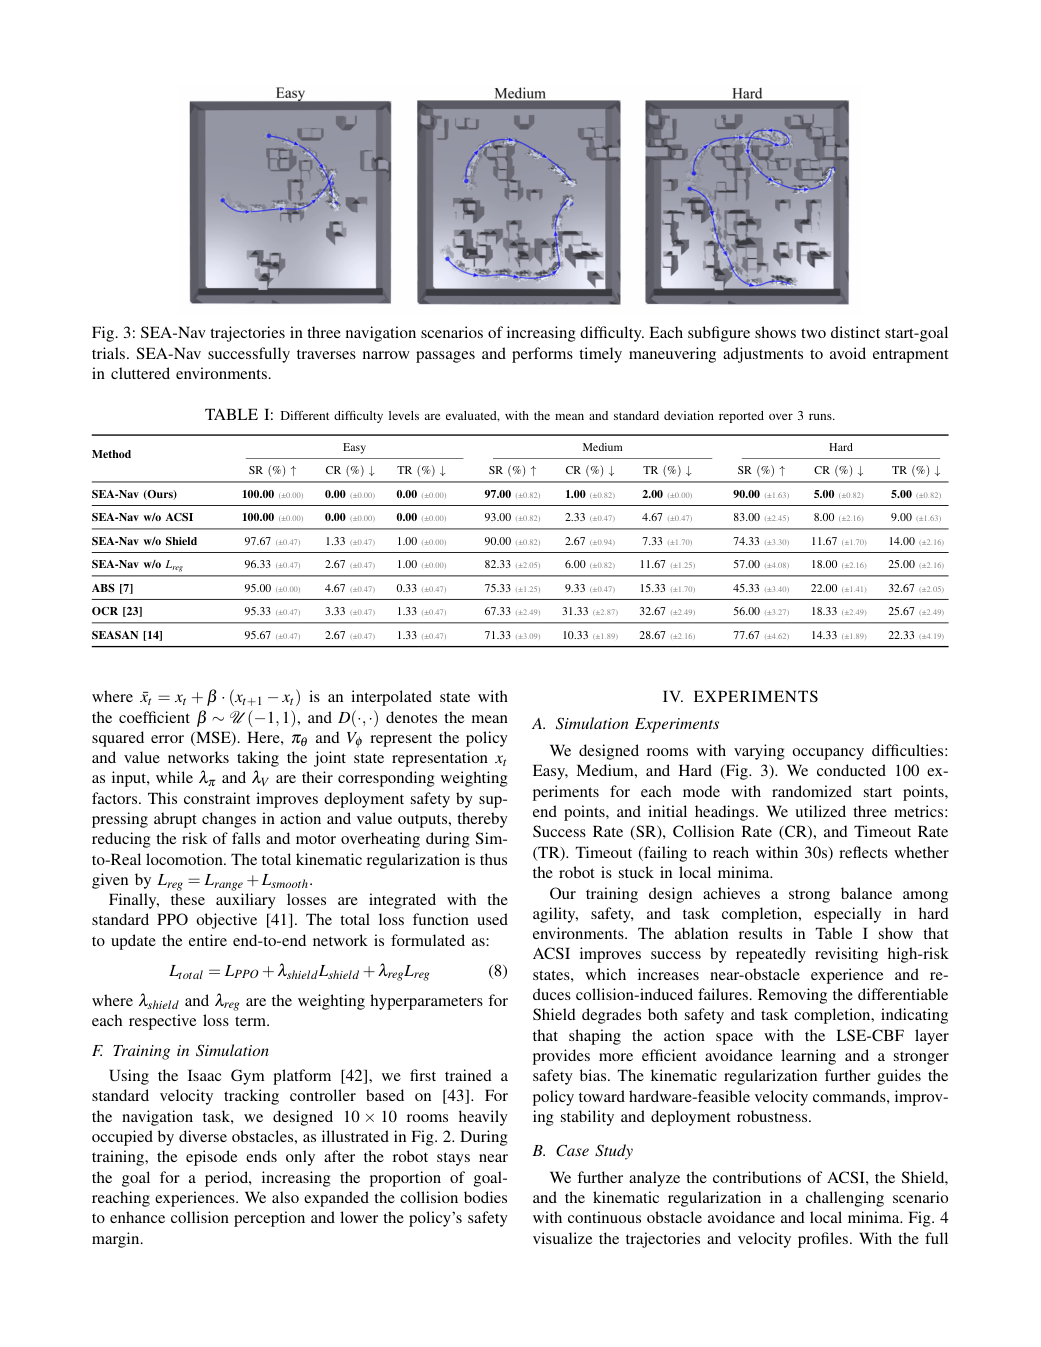 Easy
Medium
Hard
Fig. 3: SEA-Nav trajectories in three navigation scenarios of increasing difficulty. Each subfigure shows two distinct start-goal
trials. SEA-Nav successfully traverses narrow passages and performs timely maneuvering adjustments to avoid entrapment
in cluttered environments.
TABLE I: Different difficulty levels are evaluated, with the mean and standard deviation reported over 3 runs.
Method Easy Medium Hard
SR (%) ↑ CR (%) ↓ TR (%) ↓ SR (%) ↑ CR (%) ↓ TR (%) ↓ SR (%) ↑ CR (%) ↓ TR (%) ↓
SEA-Nav (Ours) 100.00 (±0.00) 0.00 (±0.00) 0.00 (±0.00) 97.00 (±0.82) 1.00 (±0.82) 2.00 (±0.00) 90.00 (±1.63) 5.00 (±0.82) 5.00 (±0.82)
SEA-Nav w/o ACSI 100.00 (±0.00) 0.00 (±0.00) 0.00 (±0.00) 93.00 (±0.82) 2.33 (±0.47) 4.67 (±0.47) 83.00 (±2.45) 8.00 (±2.16) 9.00 (±1.63)
SEA-Nav w/o Shield 97.67 (±0.47) 1.33 (±0.47) 1.00 (±0.00) 90.00 (±0.82) 2.67 (±0.94) 7.33 (±1.70) 74.33 (±3.30) 11.67 (±1.70) 14.00 (±2.16)
SEA-Nav w/o L_reg 96.33 (±0.47) 2.67 (±0.47) 1.00 (±0.00) 82.33 (±2.05) 6.00 (±0.82) 11.67 (±1.25) 57.00 (±4.08) 18.00 (±2.16) 25.00 (±2.16)
ABS [7] 95.00 (±0.00) 4.67 (±0.47) 0.33 (±0.47) 75.33 (±1.25) 9.33 (±0.47) 15.33 (±1.70) 45.33 (±3.40) 22.00 (±1.41) 32.67 (±2.05)
OCR [23] 95.33 (±0.47) 3.33 (±0.47) 1.33 (±0.47) 67.33 (±2.49) 31.33 (±2.87) 32.67 (±2.49) 56.00 (±3.27) 18.33 (±2.49) 25.67 (±2.49)
SEASAN [14] 95.67 (±0.47) 2.67 (±0.47) 1.33 (±0.47) 71.33 (±3.09) 10.33 (±1.89) 28.67 (±2.16) 77.67 (±4.62) 14.33 (±1.89) 22.33 (±4.19)
where x̄_t = x_t + β · (x_{t+1} − x_t) is an interpolated state with
the coefficient β ∼ 𝒰(−1,1), and D(·,·) denotes the mean
squared error (MSE). Here, π_θ and V_ϕ represent the policy
and value networks taking the joint state representation x_t
as input, while λ_π and λ_V are their corresponding weighting
factors. This constraint improves deployment safety by sup-
pressing abrupt changes in action and value outputs, thereby
reducing the risk of falls and motor overheating during Sim-
to-Real locomotion. The total kinematic regularization is thus
given by L_reg = L_range + L_smooth.
Finally, these auxiliary losses are integrated with the
standard PPO objective [41]. The total loss function used
to update the entire end-to-end network is formulated as:
L_total = L_PPO + λ_shield L_shield + λ_reg L_reg (8)
where λ_shield and λ_reg are the weighting hyperparameters for
each respective loss term.
F. Training in Simulation
Using the Isaac Gym platform [42], we first trained a
standard velocity tracking controller based on [43]. For
the navigation task, we designed 10 × 10 rooms heavily
occupied by diverse obstacles, as illustrated in Fig. 2. During
training, the episode ends only after the robot stays near
the goal for a period, increasing the proportion of goal-
reaching experiences. We also expanded the collision bodies
to enhance collision perception and lower the policy's safety
margin.
IV. EXPERIMENTS
A. Simulation Experiments
We designed rooms with varying occupancy difficulties:
Easy, Medium, and Hard (Fig. 3). We conducted 100 ex-
periments for each mode with randomized start points,
end points, and initial headings. We utilized three metrics:
Success Rate (SR), Collision Rate (CR), and Timeout Rate
(TR). Timeout (failing to reach within 30s) reflects whether
the robot is stuck in local minima.
Our training design achieves a strong balance among
agility, safety, and task completion, especially in hard
environments. The ablation results in Table I show that
ACSI improves success by repeatedly revisiting high-risk
states, which increases near-obstacle experience and re-
duces collision-induced failures. Removing the differentiable
Shield degrades both safety and task completion, indicating
that shaping the action space with the LSE-CBF layer
provides more efficient avoidance learning and a stronger
safety bias. The kinematic regularization further guides the
policy toward hardware-feasible velocity commands, improv-
ing stability and deployment robustness.
B. Case Study
We further analyze the contributions of ACSI, the Shield,
and the kinematic regularization in a challenging scenario
with continuous obstacle avoidance and local minima. Fig. 4
visualize the trajectories and velocity profiles. With the full